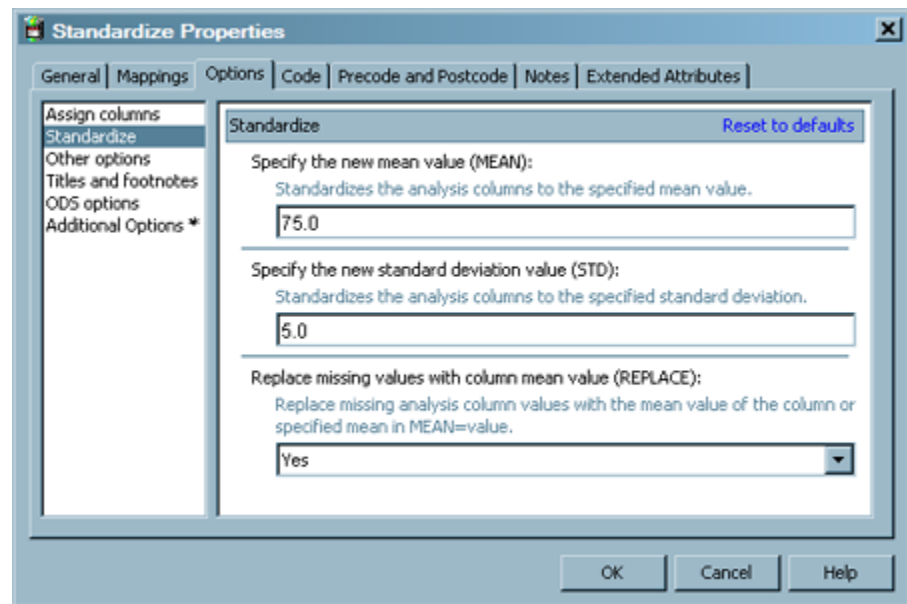 Standardize Properties
General Mappings Options Code Precode and Postcode Notes Extended Attributes
Assign columns
Standardize
Other options
Titles and footnotes
ODS options
Additional Options *
Standardize Reset to defaults
Specify the new mean value (MEAN):
Standardizes the analysis columns to the specified mean value.
75.0
Specify the new standard deviation value (STD):
Standardizes the analysis columns to the specified standard deviation.
5.0
Replace missing values with column mean value (REPLACE):
Replace missing analysis column values with the mean value of the column or
specified mean in MEAN=value.
Yes
OK Cancel Help